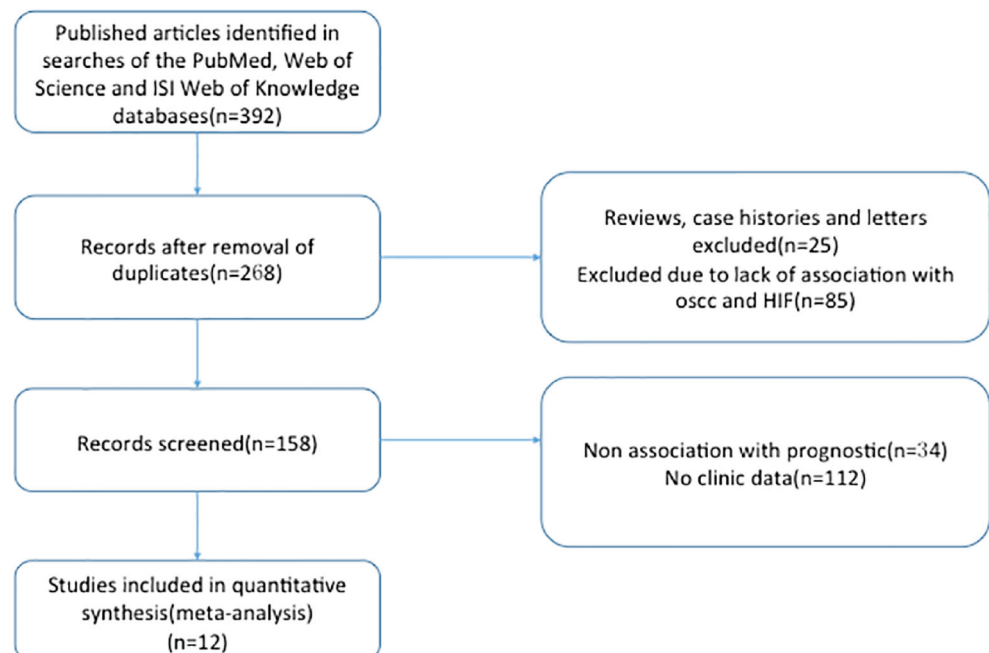 Published articles identified in
searches of the PubMed, Web of
Science and ISI Web of Knowledge
databases(n=392)
Records after removal of
duplicates(n=268)
Reviews, case histories and letters
excluded(n=25)
Excluded due to lack of association with
oscc and HIF(n=85)
Records screened(n=158)
Non association with prognostic(n=34)
No clinic data(n=112)
Studies included in quantitative
synthesis(meta-analysis)
(n=12)